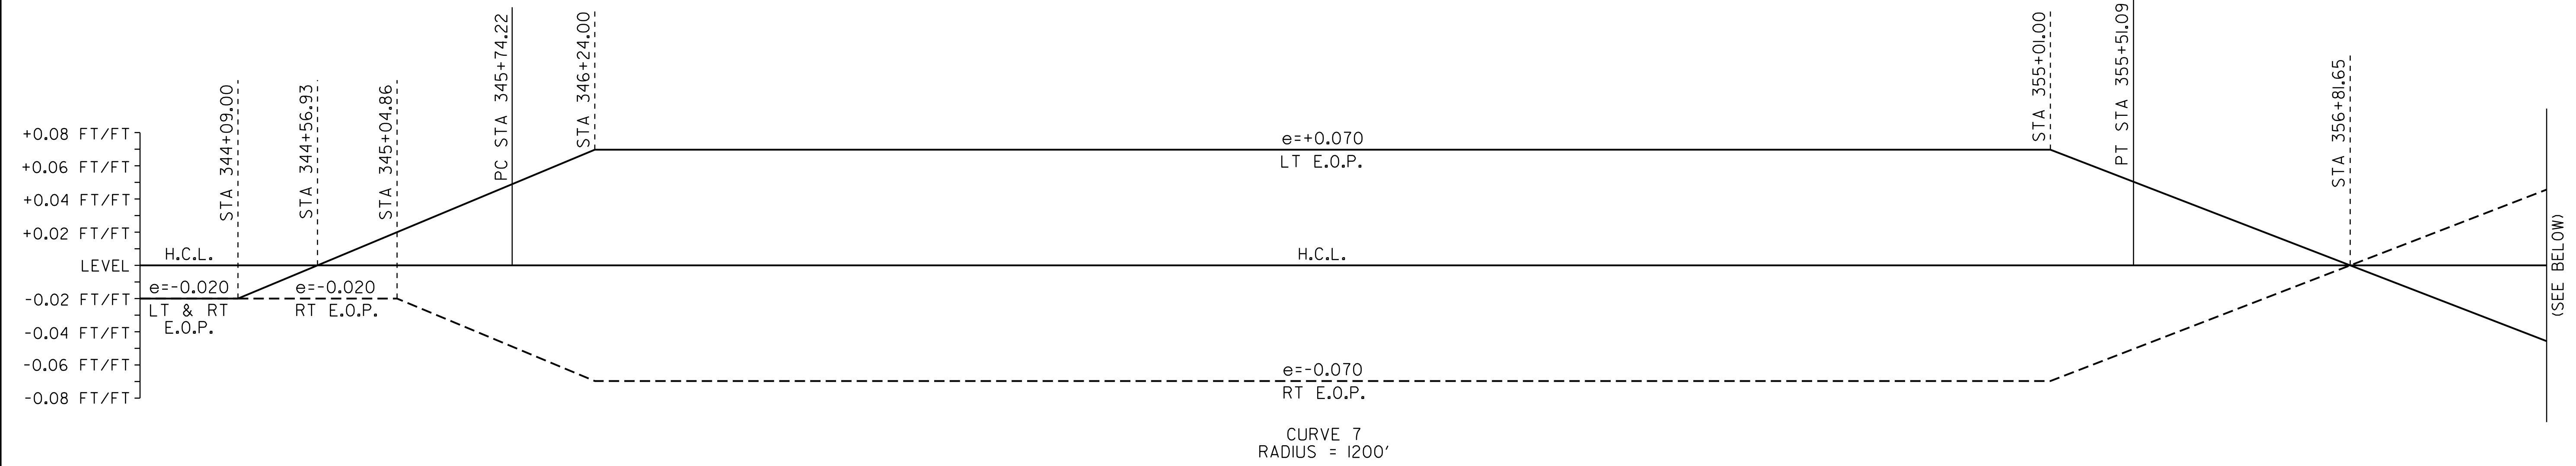 STA 344+09.00
STA 344+56.93
STA 345+04.86
PC STA 345+74.22
STA 346+24.00
STA 355+01.00
PT STA 355+51.09
STA 356+81.65
+0.08 FT/FT
+0.06 FT/FT
+0.04 FT/FT
+0.02 FT/FT
LEVEL
-0.02 FT/FT
-0.04 FT/FT
-0.06 FT/FT
-0.08 FT/FT
H.C.L.
e=-0.020
LT & RT
E.O.P.
e=-0.020
RT E.O.P.
e=+0.070
LT E.O.P.
H.C.L.
e=-0.070
RT E.O.P.
(SEE BELOW)
CURVE 7
RADIUS = 1200'